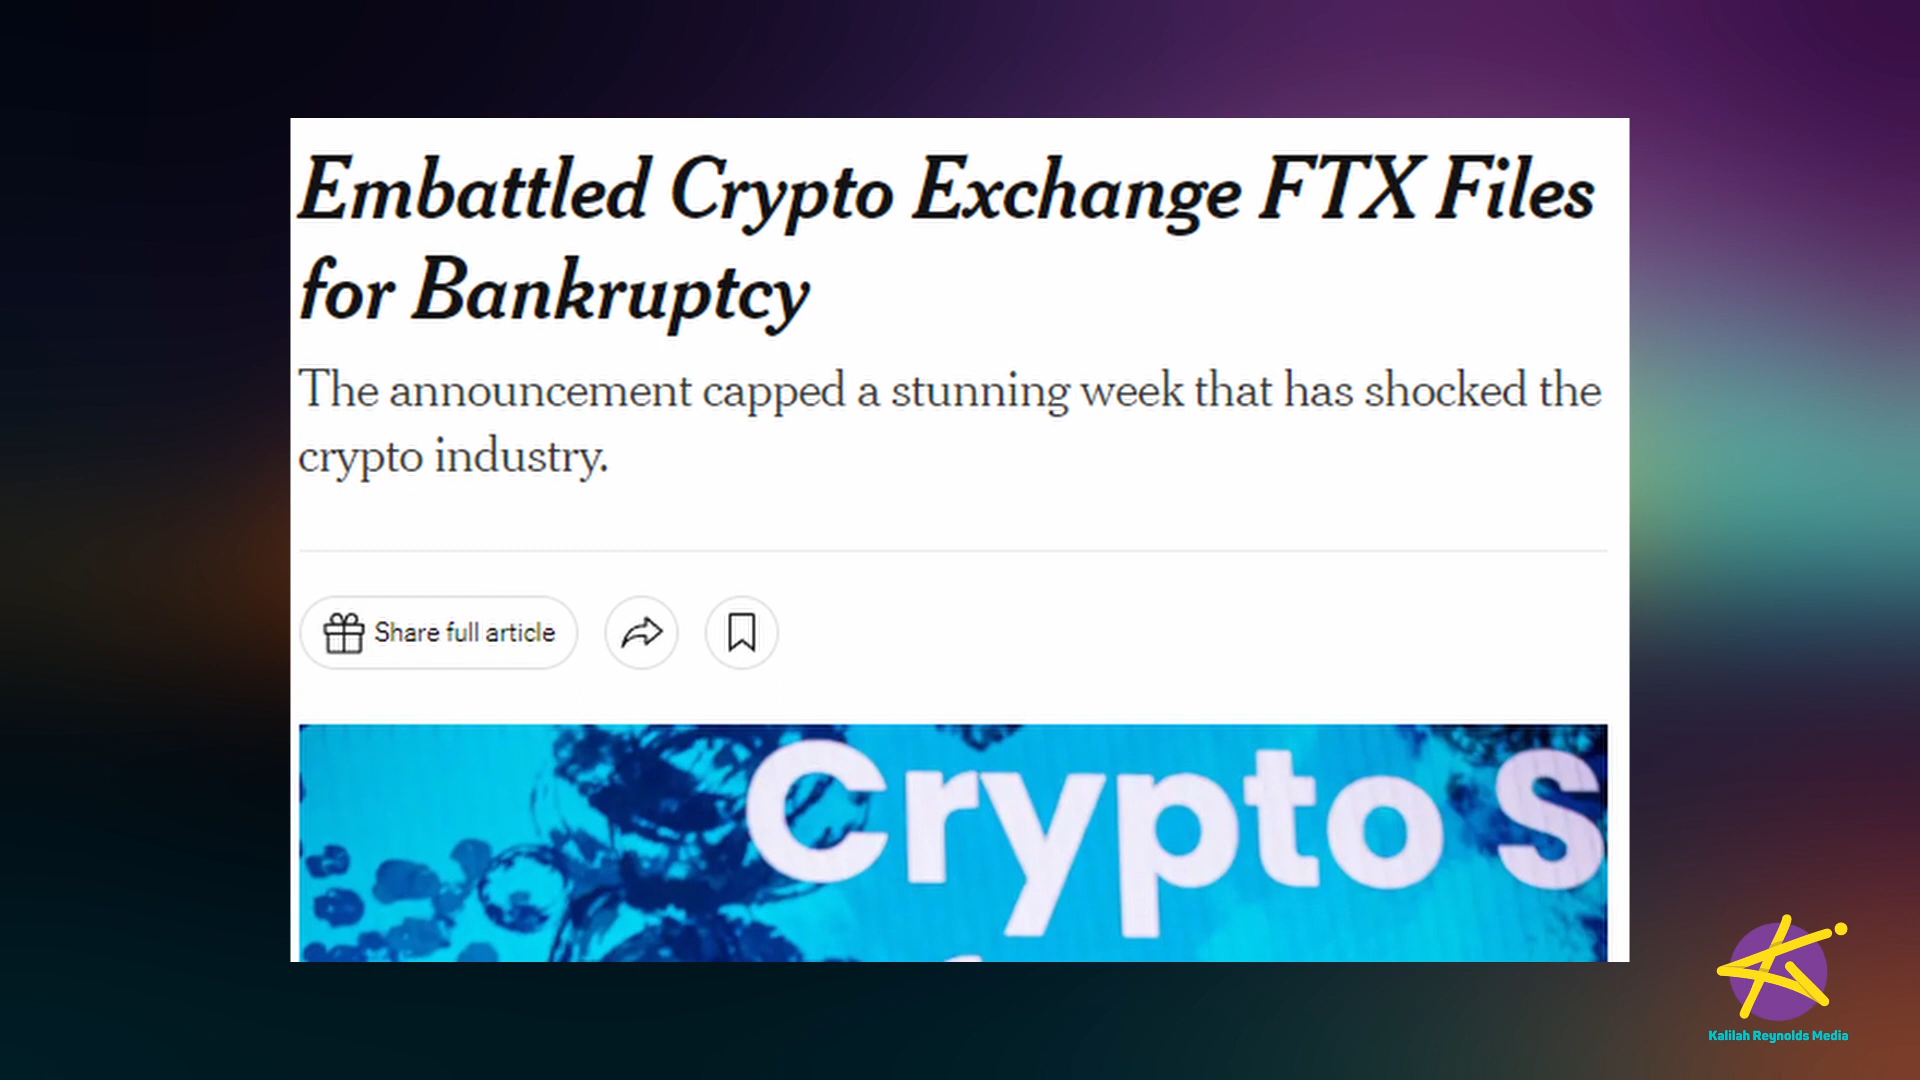 Embattled Crypto Exchange FTX Files
for Bankruptcy
The announcement capped a stunning week that has shocked the
crypto industry.
Share full article
Crypto S
Kalilah Reynolds Media